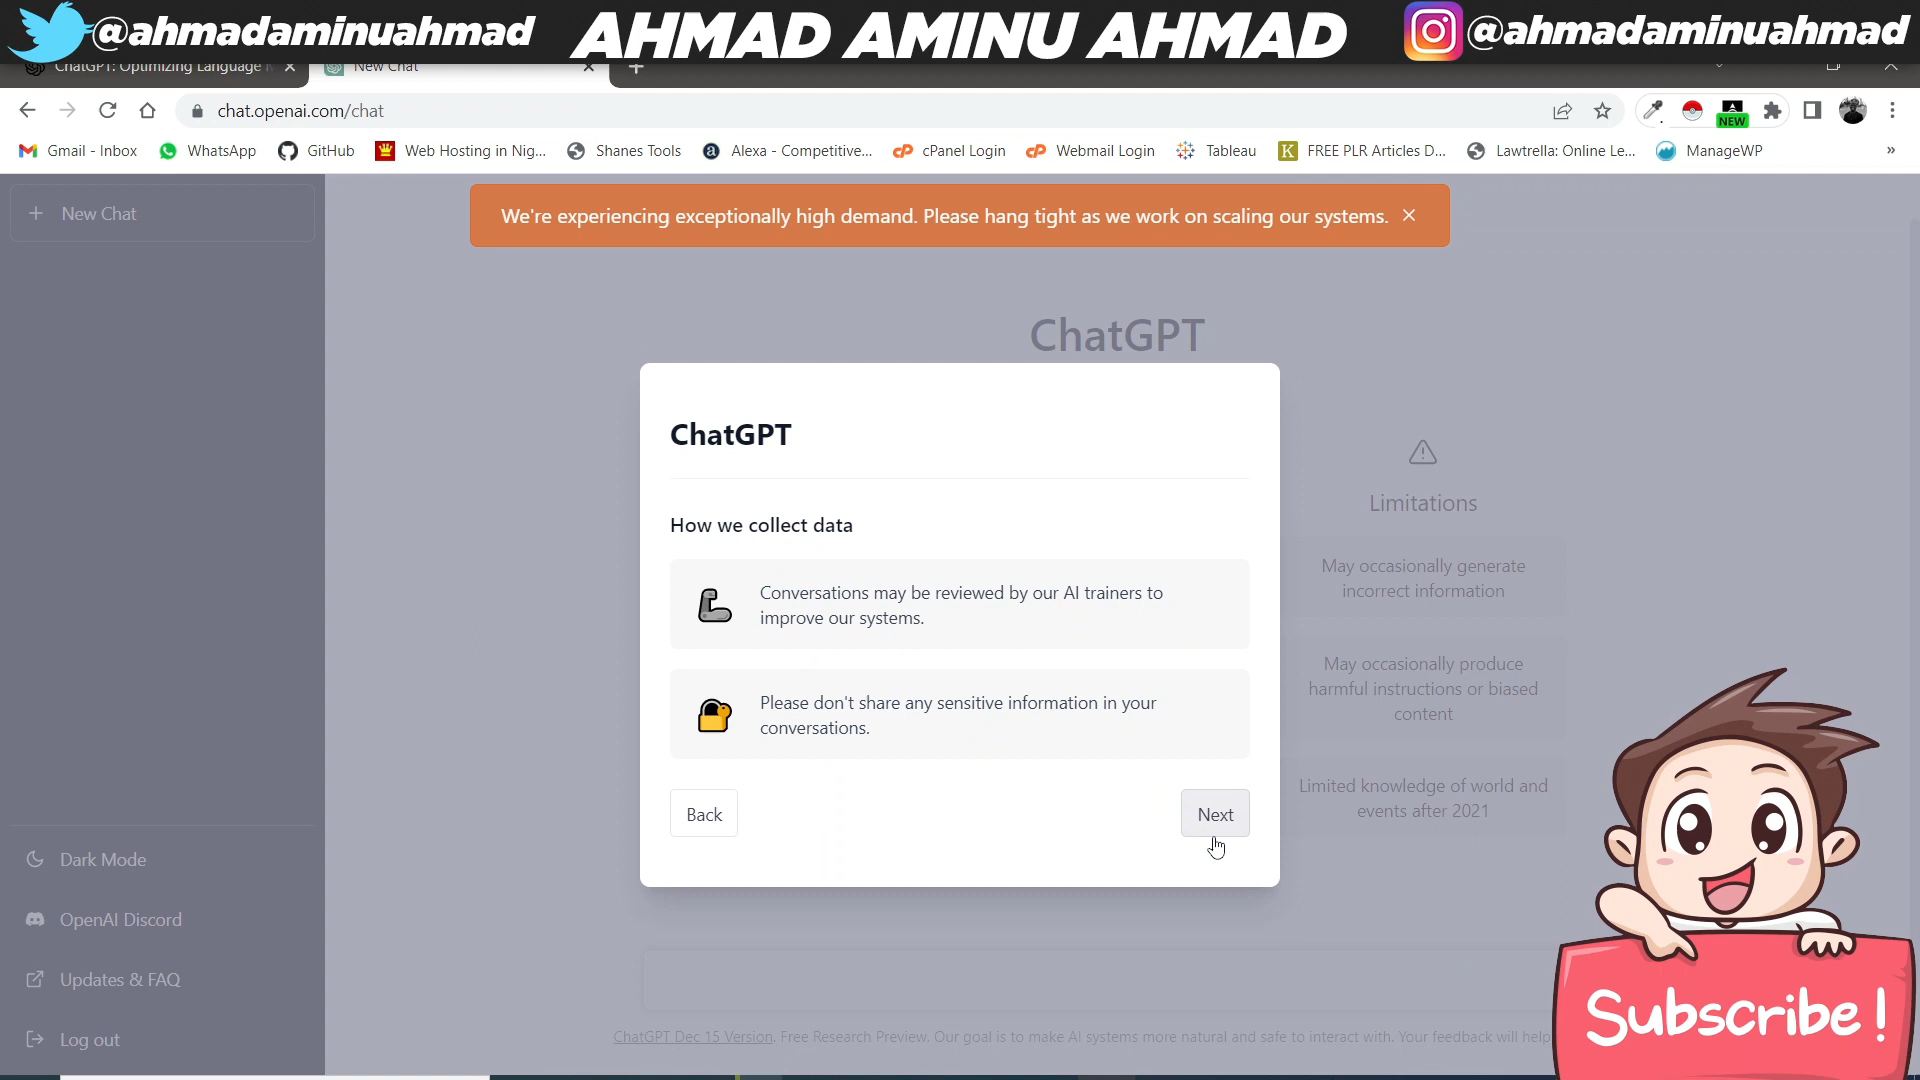 @ahmadaminuahmad AHMAD AMINU AHMAD @ahmadaminuahmad
ChatGPT: Optimizing Language New Chat
chat.openai.com/chat
NEW
Gmail - Inbox WhatsApp GitHub Web Hosting in Nig... Shanes Tools Alexa - Competitive... cPanel Login Webmail Login Tableau FREE PLR Articles D... Lawtrella: Online Le... ManageWP »
New Chat
We're experiencing exceptionally high demand. Please hang tight as we work on scaling our systems.
ChatGPT
ChatGPT
How we collect data
Conversations may be reviewed by our AI trainers to
improve our systems.
Please don't share any sensitive information in your
conversations.
Back
Next
Limitations
May occasionally generate
incorrect information
May occasionally produce
harmful instructions or biased
content
Limited knowledge of world and
events after 2021
Dark Mode
OpenAI Discord
Updates & FAQ
Log out
ChatGPT Dec 15 Version. Free Research Preview. Our goal is to make AI systems more natural and safe to interact with. Your feedback will help
Subscribe!